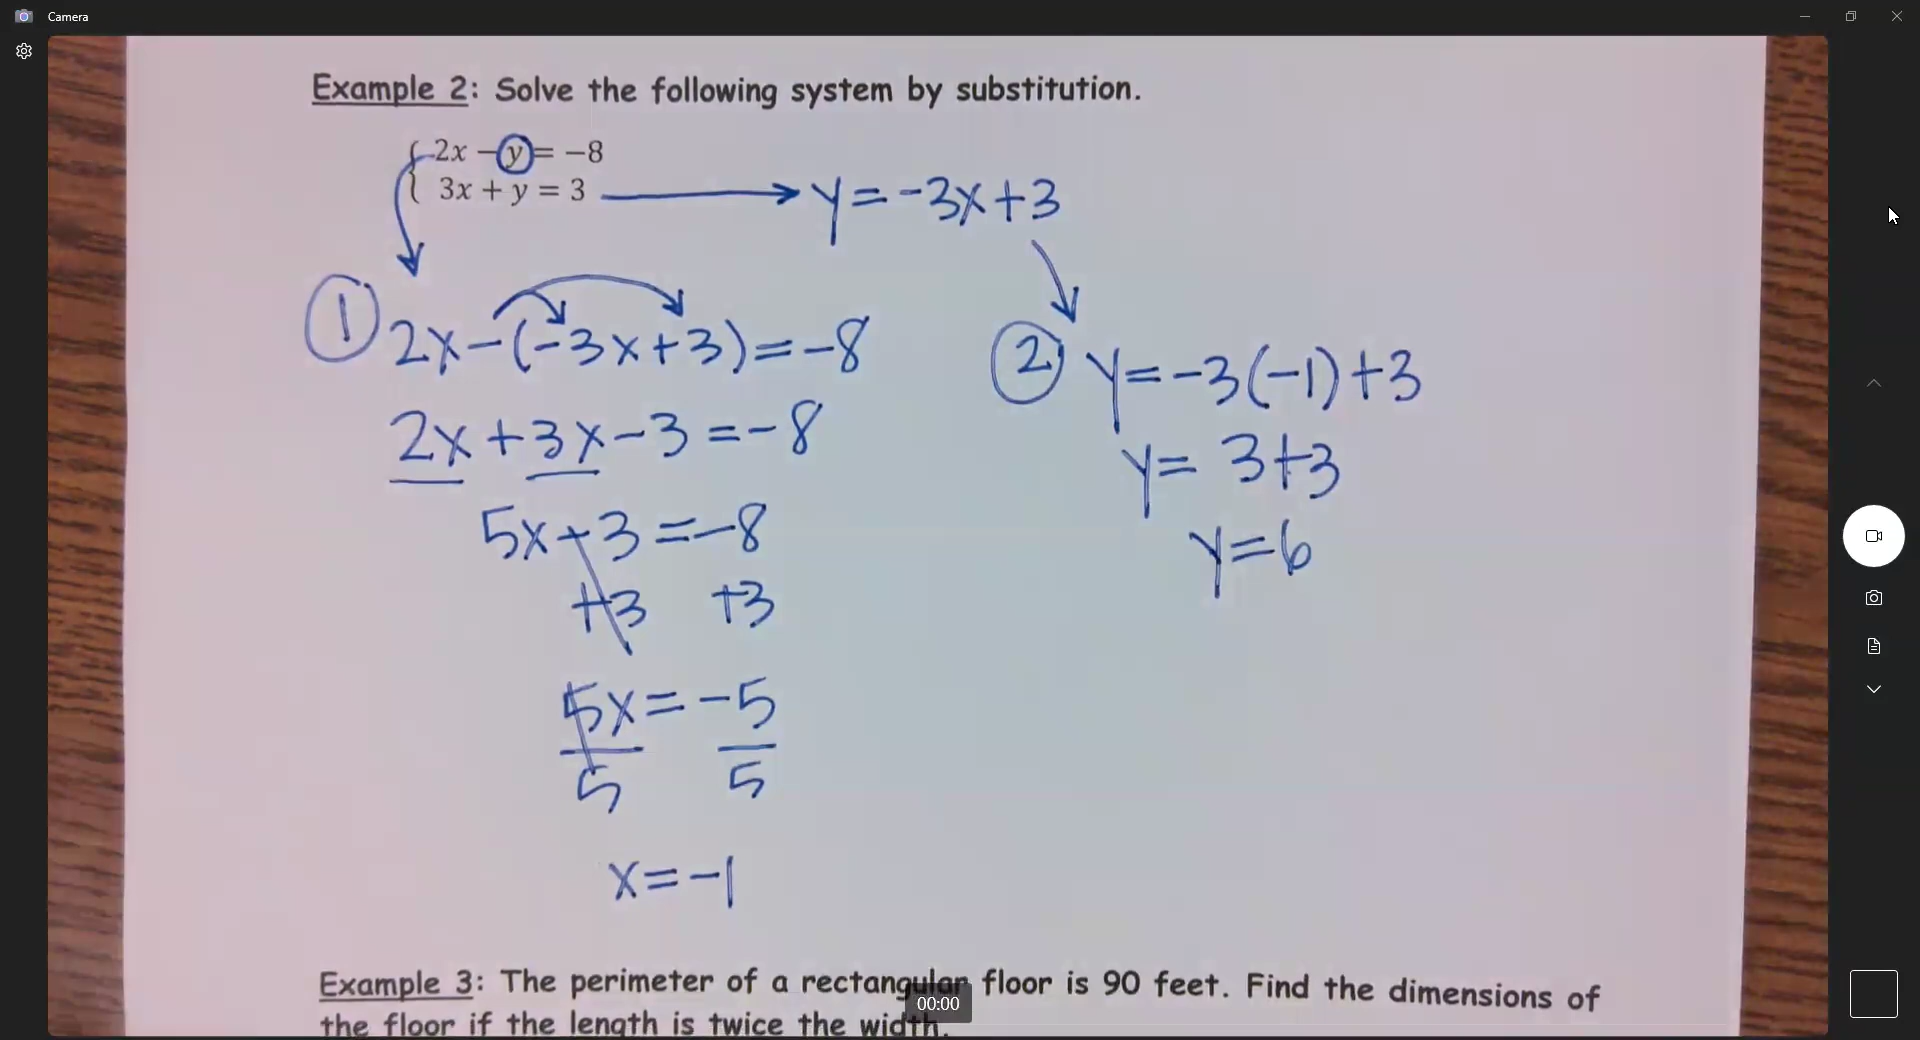 Camera
Example 2: Solve the following system by substitution.
2x − y = −8
3x + y = 3
y = -3x+3
1
2x-(-3x+3)=-8
2x+3x-3=-8
5x-3=-8
+3 +3
5x=-5
5 5
x=-1
2
y=-3(-1)+3
y=3+3
y=6
Example 3: The perimeter of a rectangular floor is 90 feet. Find the dimensions of
the floor if the length is twice the width.
00:00